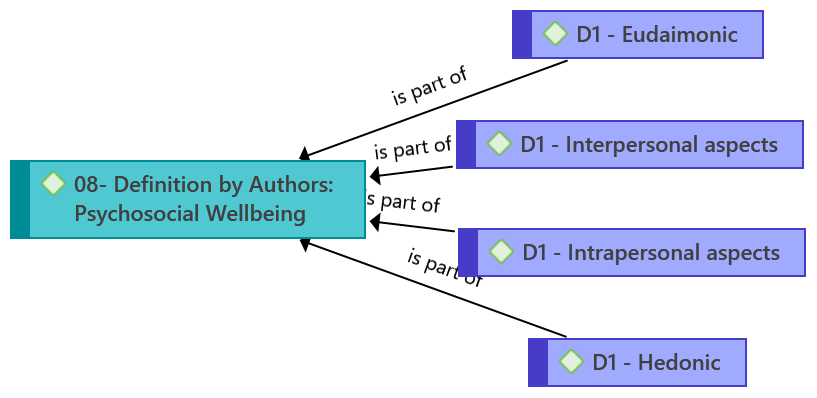 D1 - Eudaimonic
is part of
D1 - Interpersonal aspects
is part of
08- Definition by Authors:
Psychosocial Wellbeing
is part of
D1 - Intrapersonal aspects
is part of
D1 - Hedonic